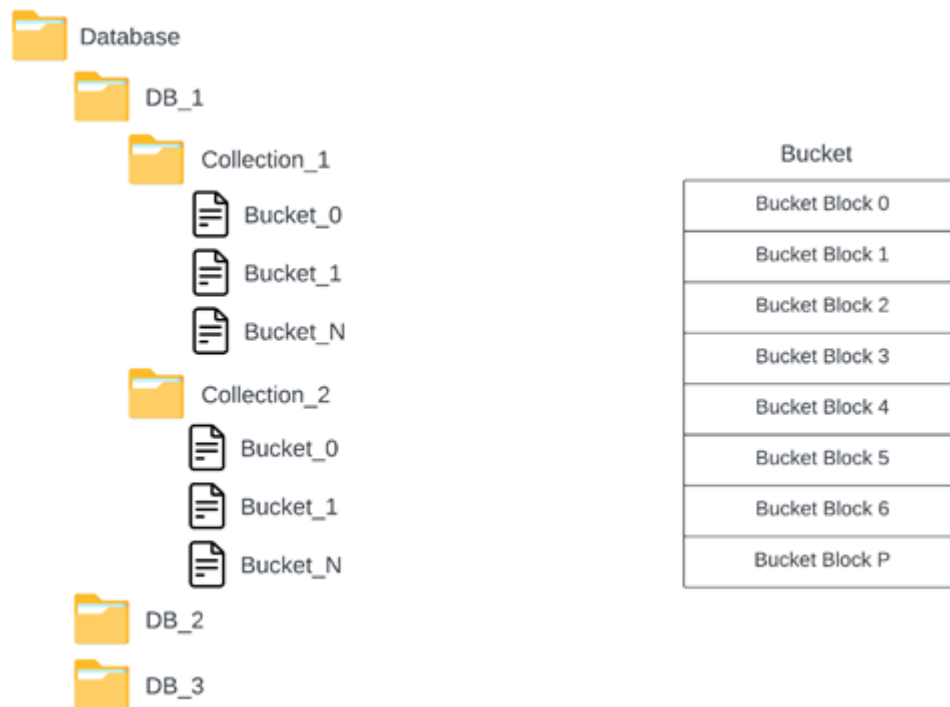 Database
DB_1
Collection_1
Bucket_0
Bucket_1
Bucket_N
Collection_2
Bucket_0
Bucket_1
Bucket_N
DB_2
DB_3
Bucket
Bucket Block 0
Bucket Block 1
Bucket Block 2
Bucket Block 3
Bucket Block 4
Bucket Block 5
Bucket Block 6
Bucket Block P